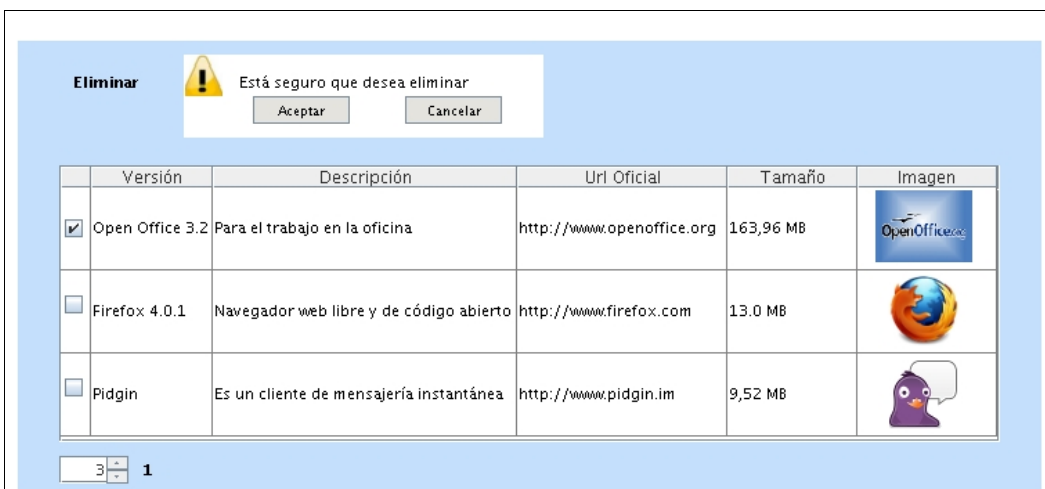 Eliminar
Está seguro que desea eliminar
Aceptar Cancelar
Versión Descripción Url Oficial Tamaño Imagen
Open Office 3.2 Para el trabajo en la oficina http://www.openoffice.org 163,96 MB OpenOffice.org
Firefox 4.0.1 Navegador web libre y de código abierto http://www.firefox.com 13.0 MB
Pidgin Es un cliente de mensajería instantánea http://www.pidgin.im 9,52 MB
3 1